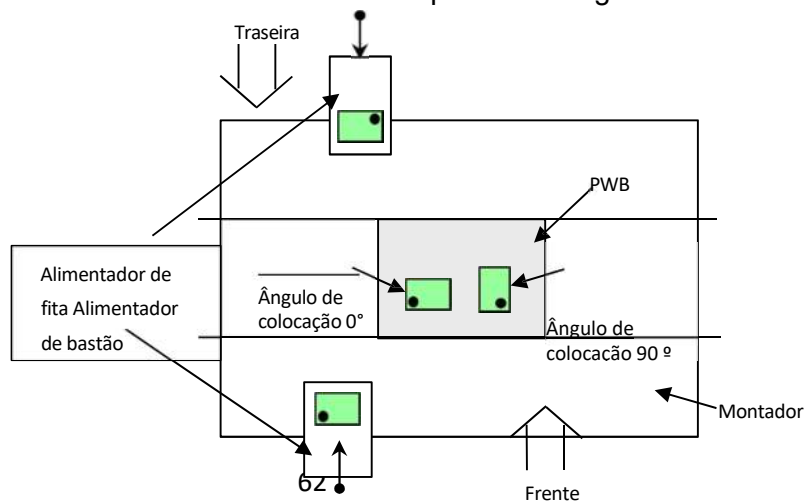 Traseira
PWB
Alimentador de
fita Alimentador
de bastão
Ângulo de
colocação 0°
Ângulo de
colocação 90 º
Montador
62
Frente